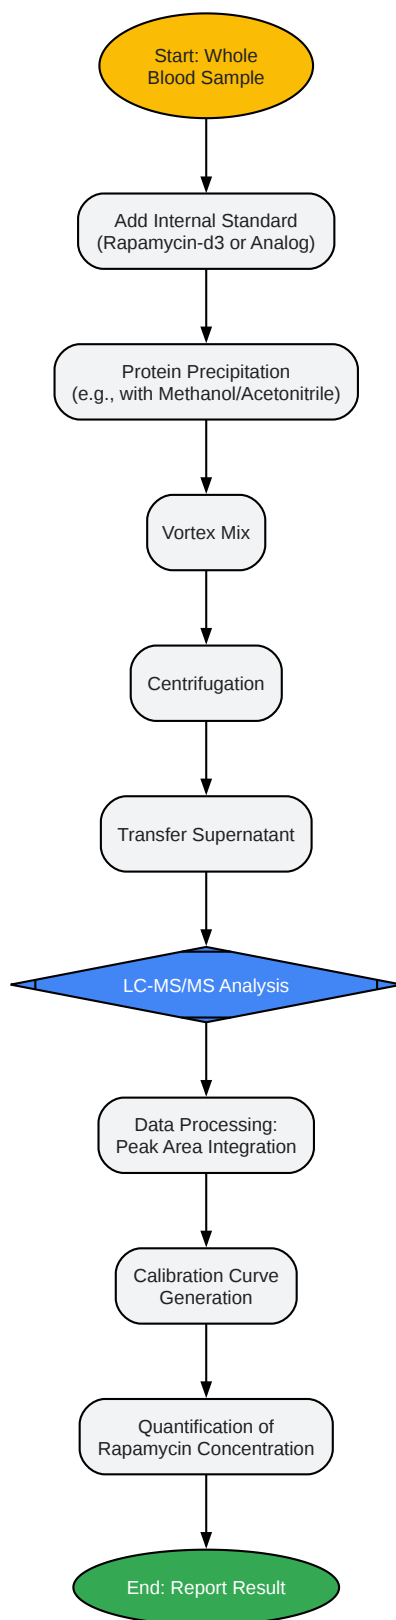 Start: Whole
Blood Sample
Add Internal Standard
(Rapamycin-d3 or Analog)
Protein Precipitation
(e.g., with Methanol/Acetonitrile)
Vortex Mix
Centrifugation
Transfer Supernatant
LC-MS/MS Analysis
Data Processing:
Peak Area Integration
Calibration Curve
Generation
Quantification of
Rapamycin Concentration
End: Report Result